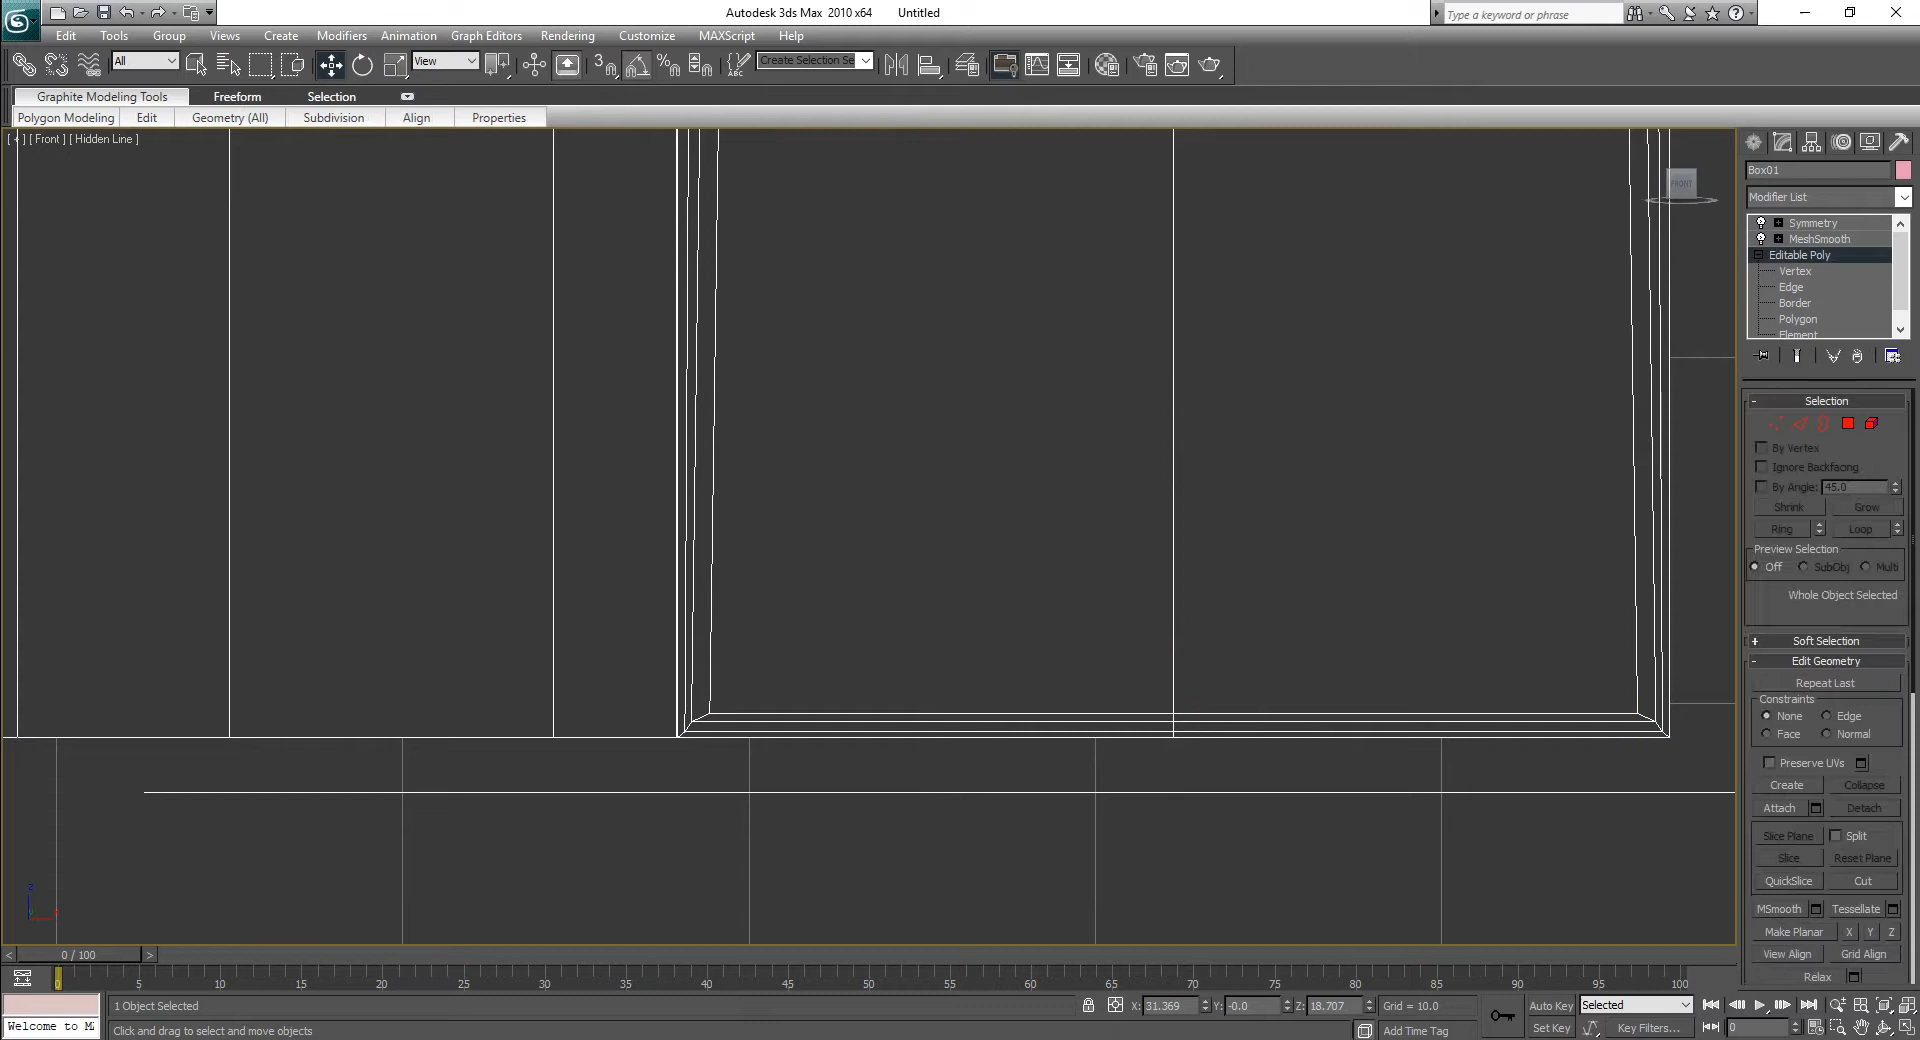 Autodesk 3ds Max 2010 x64 Untitled
Type a keyword or phrase
Edit Tools Group Views Create Modifiers Animation Graph Editors Rendering Customize MAXScript Help
All View Create Selection Se
Graphite Modeling Tools Freeform Selection
Polygon Modeling Edit Geometry (All) Subdivision Align Properties
[ + ] [ Front ] [ Hidden Line ]
FRONT
Box01
Modifier List
Symmetry
MeshSmooth
Editable Poly
Vertex
Edge
Border
Polygon
Element
- Selection
By Vertex
Ignore Backfacing
By Angle: 45.0
Shrink Grow
Ring Loop
Preview Selection
Off SubObj Multi
Whole Object Selected
+ Soft Selection
- Edit Geometry
Repeat Last
Constraints
None Edge
Face Normal
Preserve UVs
Create Collapse
Attach Detach
Slice Plane Split
Slice Reset Plane
QuickSlice Cut
MSmooth Tessellate
Make Planar X Y Z
View Align Grid Align
Relax
z
< 0 / 100 >
0 5 10 15 20 25 30 35 40 45 50 55 60 65 70 75 80 85 90 95 100
1 Object Selected X: 31.369 Y: -0.0 Z: 18.707 Grid = 10.0 Auto Key Selected
Welcome to MA Click and drag to select and move objects Add Time Tag Set Key Key Filters... 0